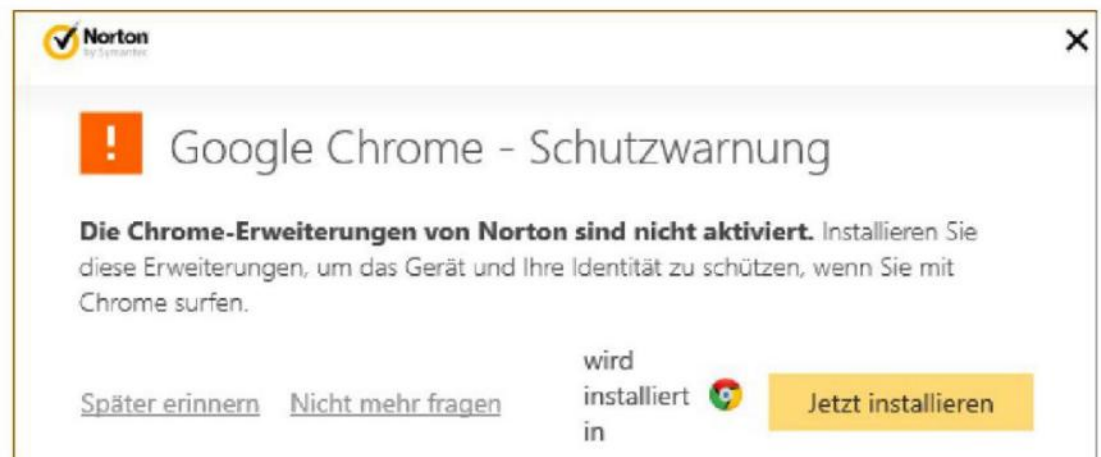 Norton
by Symantec
Google Chrome - Schutzwarnung
Die Chrome-Erweiterungen von Norton sind nicht aktiviert. Installieren Sie
diese Erweiterungen, um das Gerät und Ihre Identität zu schützen, wenn Sie mit
Chrome surfen.
wird
Später erinnern Nicht mehr fragen installiert Jetzt installieren
in